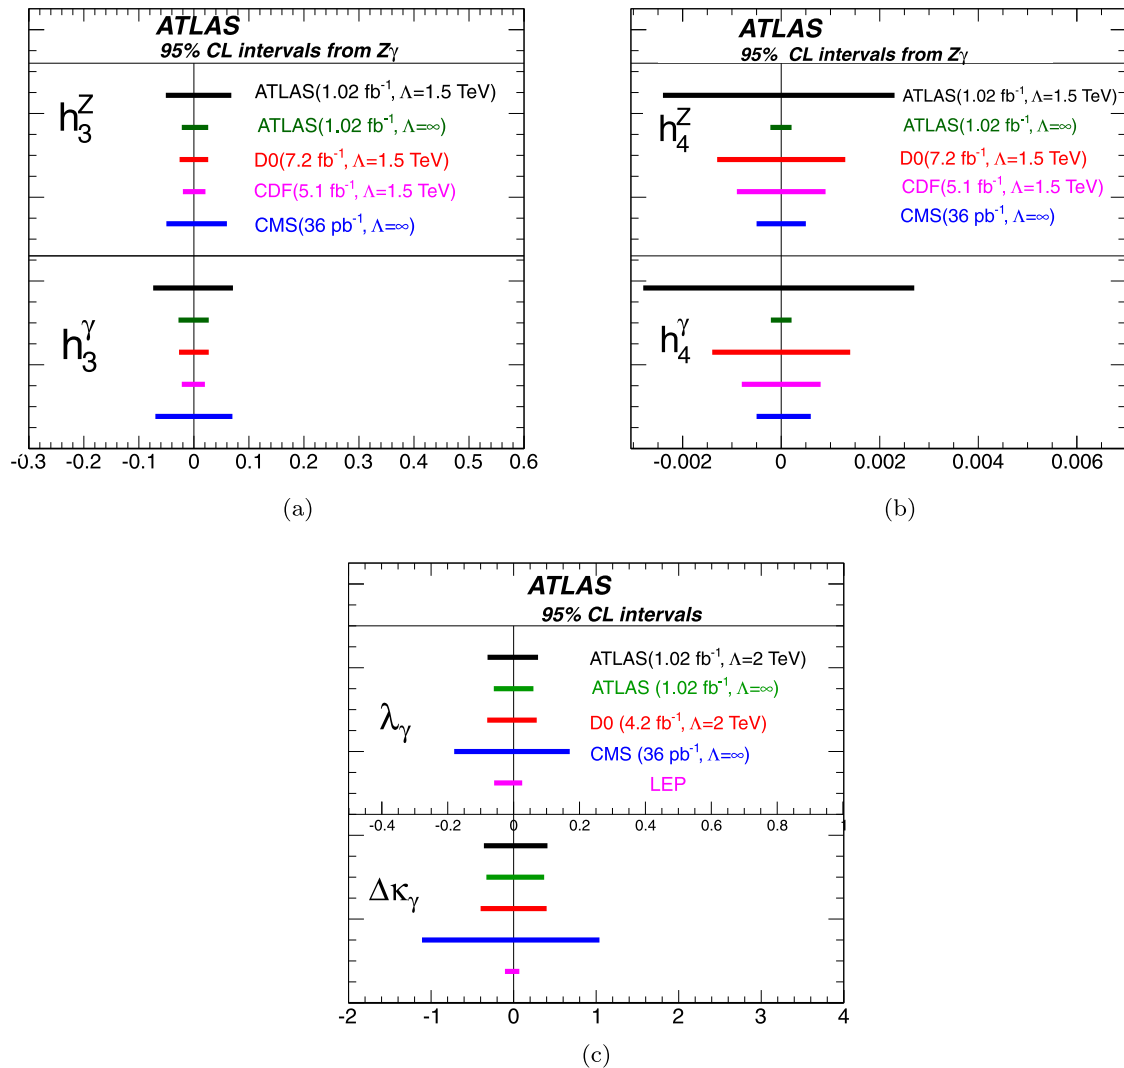 ATLAS
95% CL intervals from Zγ
h₃ᶻ
ATLAS(1.02 fb⁻¹, Λ=1.5 TeV)
ATLAS(1.02 fb⁻¹, Λ=∞)
D0(7.2 fb⁻¹, Λ=1.5 TeV)
CDF(5.1 fb⁻¹, Λ=1.5 TeV)
CMS(36 pb⁻¹, Λ=∞)
h₃ᵞ
-0.3 -0.2 -0.1 0 0.1 0.2 0.3 0.4 0.5 0.6
(a)
ATLAS
95% CL intervals from Zγ
h₄ᶻ
ATLAS(1.02 fb⁻¹, Λ=1.5 TeV)
ATLAS(1.02 fb⁻¹, Λ=∞)
D0(7.2 fb⁻¹, Λ=1.5 TeV)
CDF(5.1 fb⁻¹, Λ=1.5 TeV)
CMS(36 pb⁻¹, Λ=∞)
h₄ᵞ
-0.002 0 0.002 0.004 0.006
(b)
ATLAS
95% CL intervals
λᵧ
ATLAS(1.02 fb⁻¹, Λ=2 TeV)
ATLAS (1.02 fb⁻¹, Λ=∞)
D0 (4.2 fb⁻¹, Λ=2 TeV)
CMS (36 pb⁻¹, Λ=∞)
LEP
-0.4 -0.2 0 0.2 0.4 0.6 0.8 1
Δκᵧ
-2 -1 0 1 2 3 4
(c)